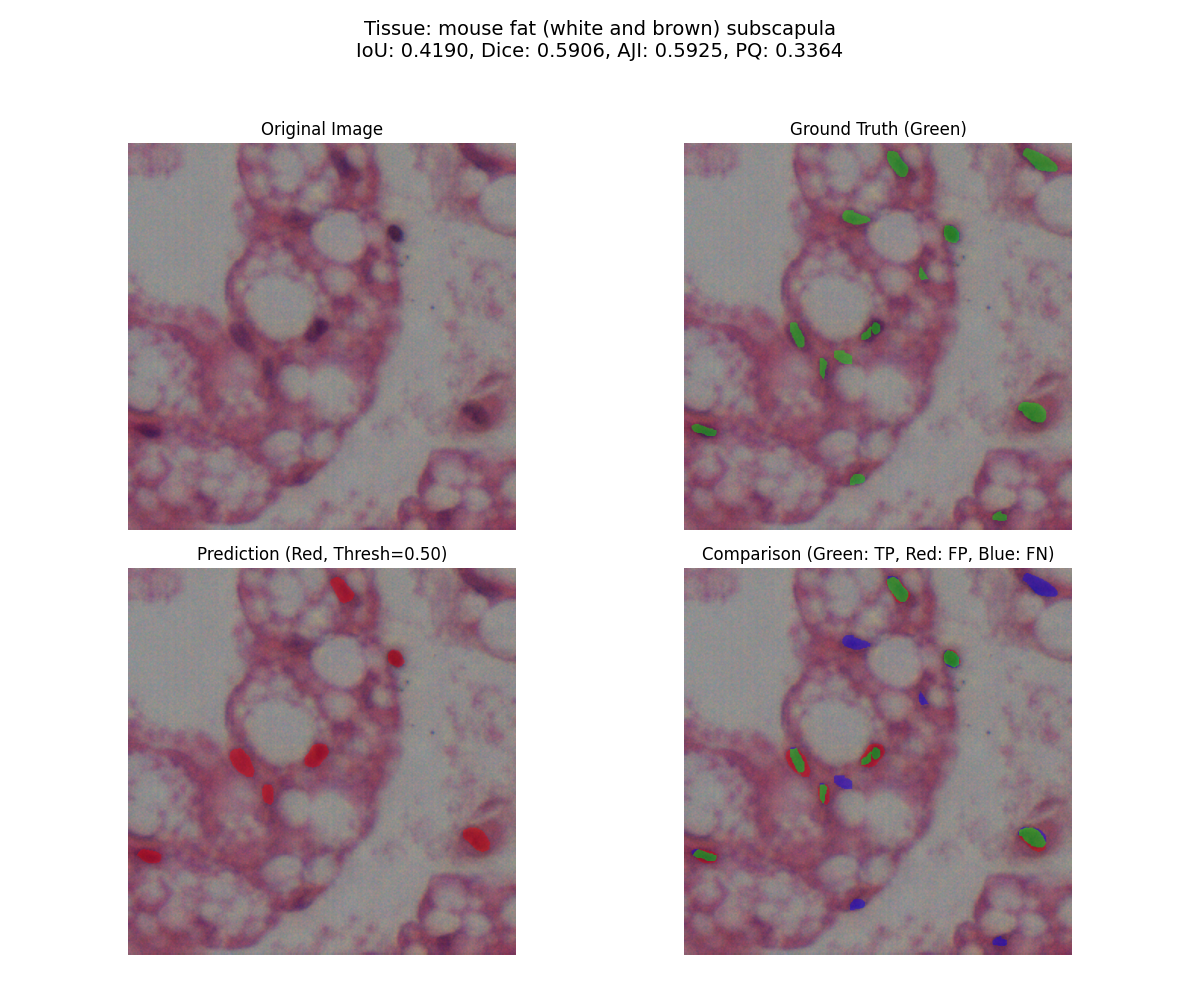 Tissue: mouse fat (white and brown) subscapula
IoU: 0.4190, Dice: 0.5906, AJI: 0.5925, PQ: 0.3364
Original Image
Ground Truth (Green)
Prediction (Red, Thresh=0.50)
Comparison (Green: TP, Red: FP, Blue: FN)